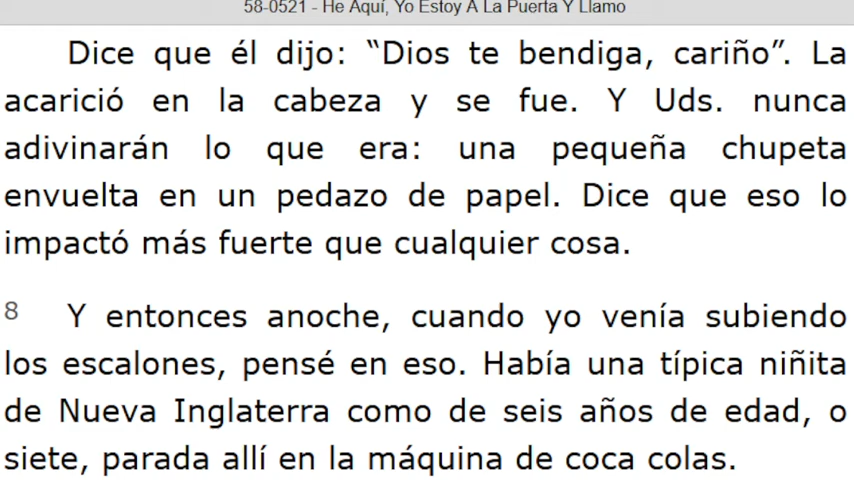 58-0521 - He Aquí, Yo Estoy A La Puerta Y Llamo
Dice que él dijo: “Dios te bendiga, cariño”. La
acarició en la cabeza y se fue. Y Uds. nunca
adivinarán lo que era: una pequeña chupeta
envuelta en un pedazo de papel. Dice que eso lo
impactó más fuerte que cualquier cosa.
8 Y entonces anoche, cuando yo venía subiendo
los escalones, pensé en eso. Había una típica niñita
de Nueva Inglaterra como de seis años de edad, o
siete, parada allí en la máquina de coca colas.